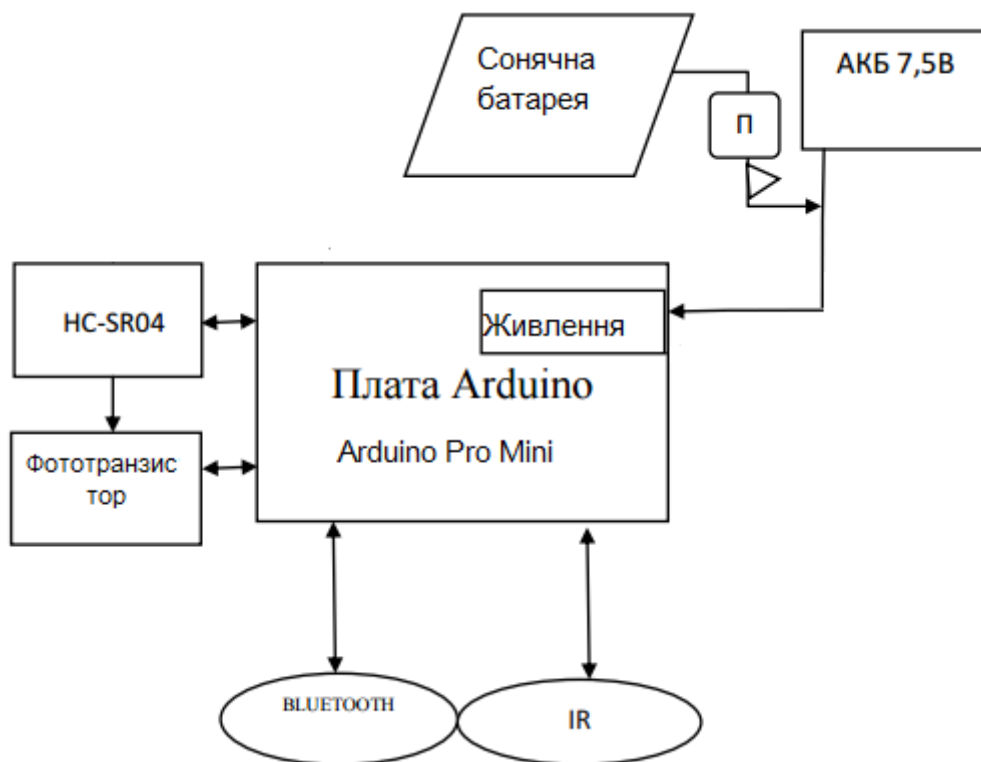 Сонячна
батарея
АКБ 7,5В
П
HC-SR04
Живлення
Плата Arduino
Arduino Pro Mini
Фототранзис
тор
BLUETOOTH
IR